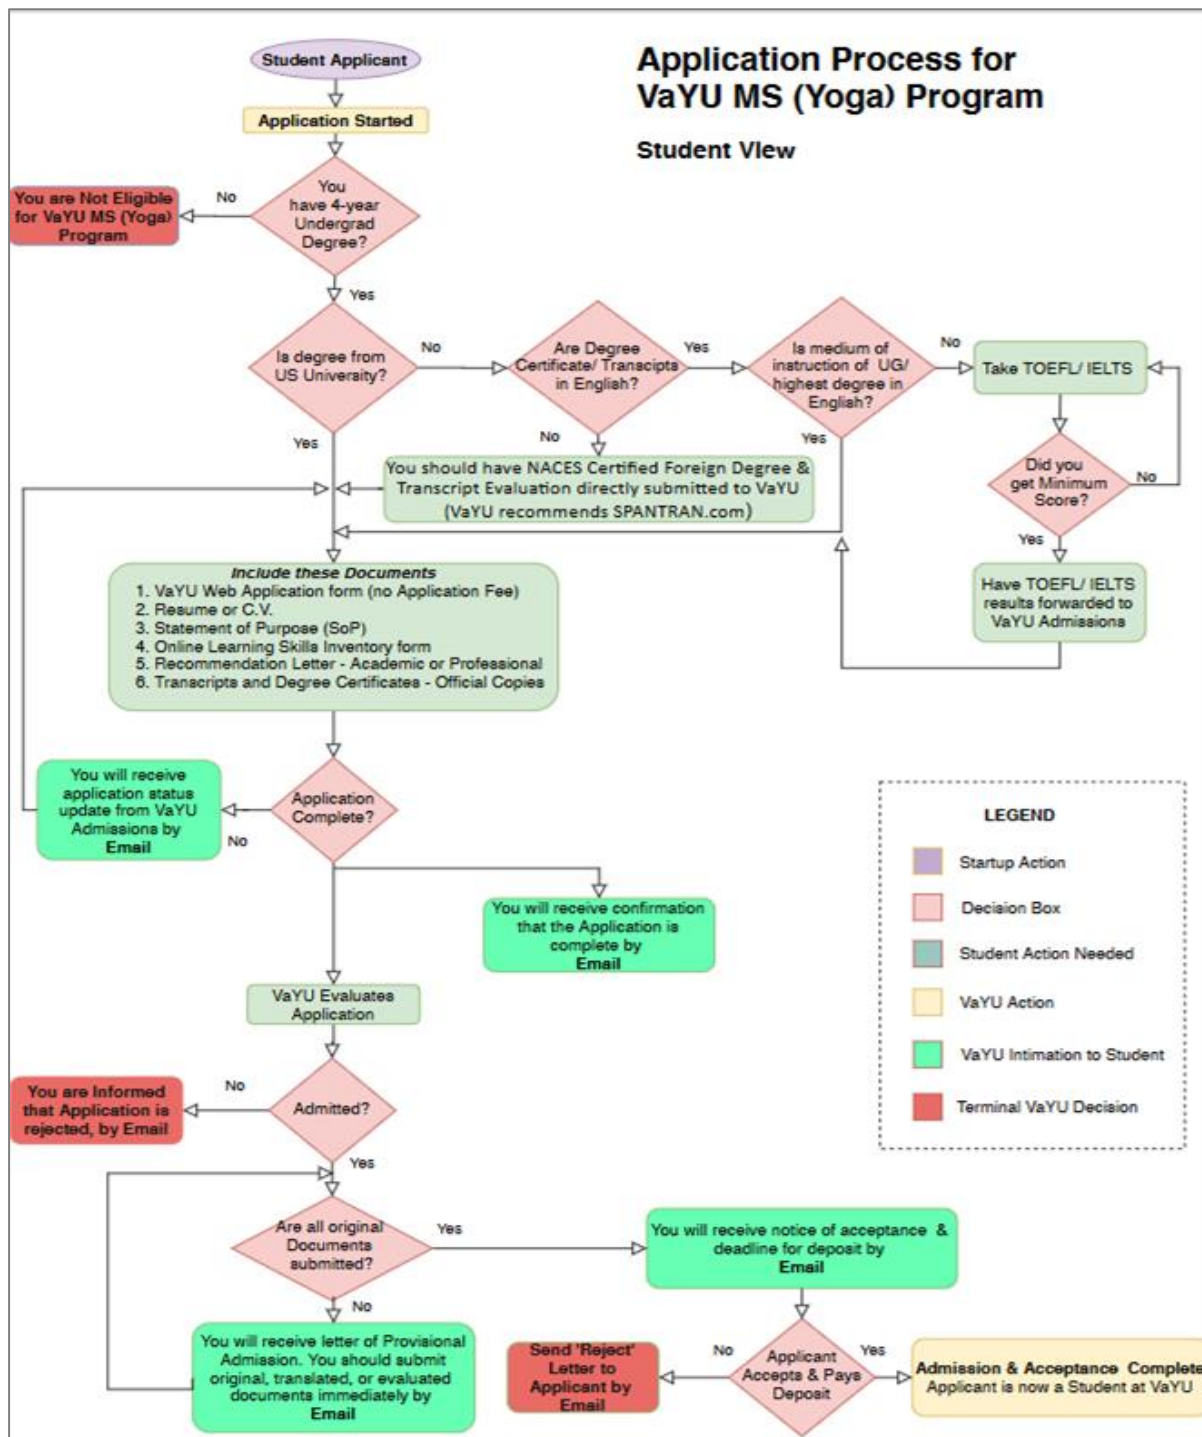 Application Process for
VaYU MS (Yoga) Program
Student View
Student Applicant
Application Started
You
have 4-year
Undergrad
Degree?
No
You are Not Eligible
for VaYU MS (Yoga)
Program
Yes
Is degree from
US University?
No
Are Degree
Certificate/ Transcipts
in English?
Yes
Is medium of
instruction of UG/
highest degree in
English?
No
Take TOEFL/ IELTS
Yes
No
Yes
You should have NACES Certified Foreign Degree &
Transcript Evaluation directly submitted to VaYU
(VaYU recommends SPANTRAN.com)
Did you
get Minimum
Score?
No
Yes
Have TOEFL/ IELTS
results forwarded to
VaYU Admissions
Include these Documents
1. VaYU Web Application form (no Application Fee)
2. Resume or C.V.
3. Statement of Purpose (SoP)
4. Online Learning Skills Inventory form
5. Recommendation Letter - Academic or Professional
6. Transcripts and Degree Certificates - Official Copies
Application
Complete?
No
You will receive
application status
update from VaYU
Admissions by
Email
You will receive confirmation
that the Application is
complete by
Email
VaYU Evaluates
Application
Admitted?
No
You are Informed
that Application is
rejected, by Email
Yes
Are all original
Documents
submitted?
Yes
You will receive notice of acceptance &
deadline for deposit by
Email
No
You will receive letter of Provisional
Admission. You should submit
original, translated, or evaluated
documents immediately by
Email
Applicant
Accepts & Pays
Deposit
No
Send 'Reject'
Letter to
Applicant by
Email
Yes
Admission & Acceptance Complete
Applicant is now a Student at VaYU
LEGEND
Startup Action
Decision Box
Student Action Needed
VaYU Action
VaYU Intimation to Student
Terminal VaYU Decision